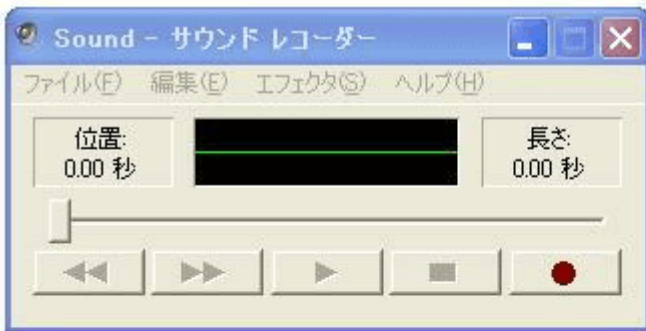 Sound - サウンド レコーダー
ファイル(F) 編集(E) エフェクタ(S) ヘルプ(H)
位置:
0.00 秒
長さ:
0.00 秒